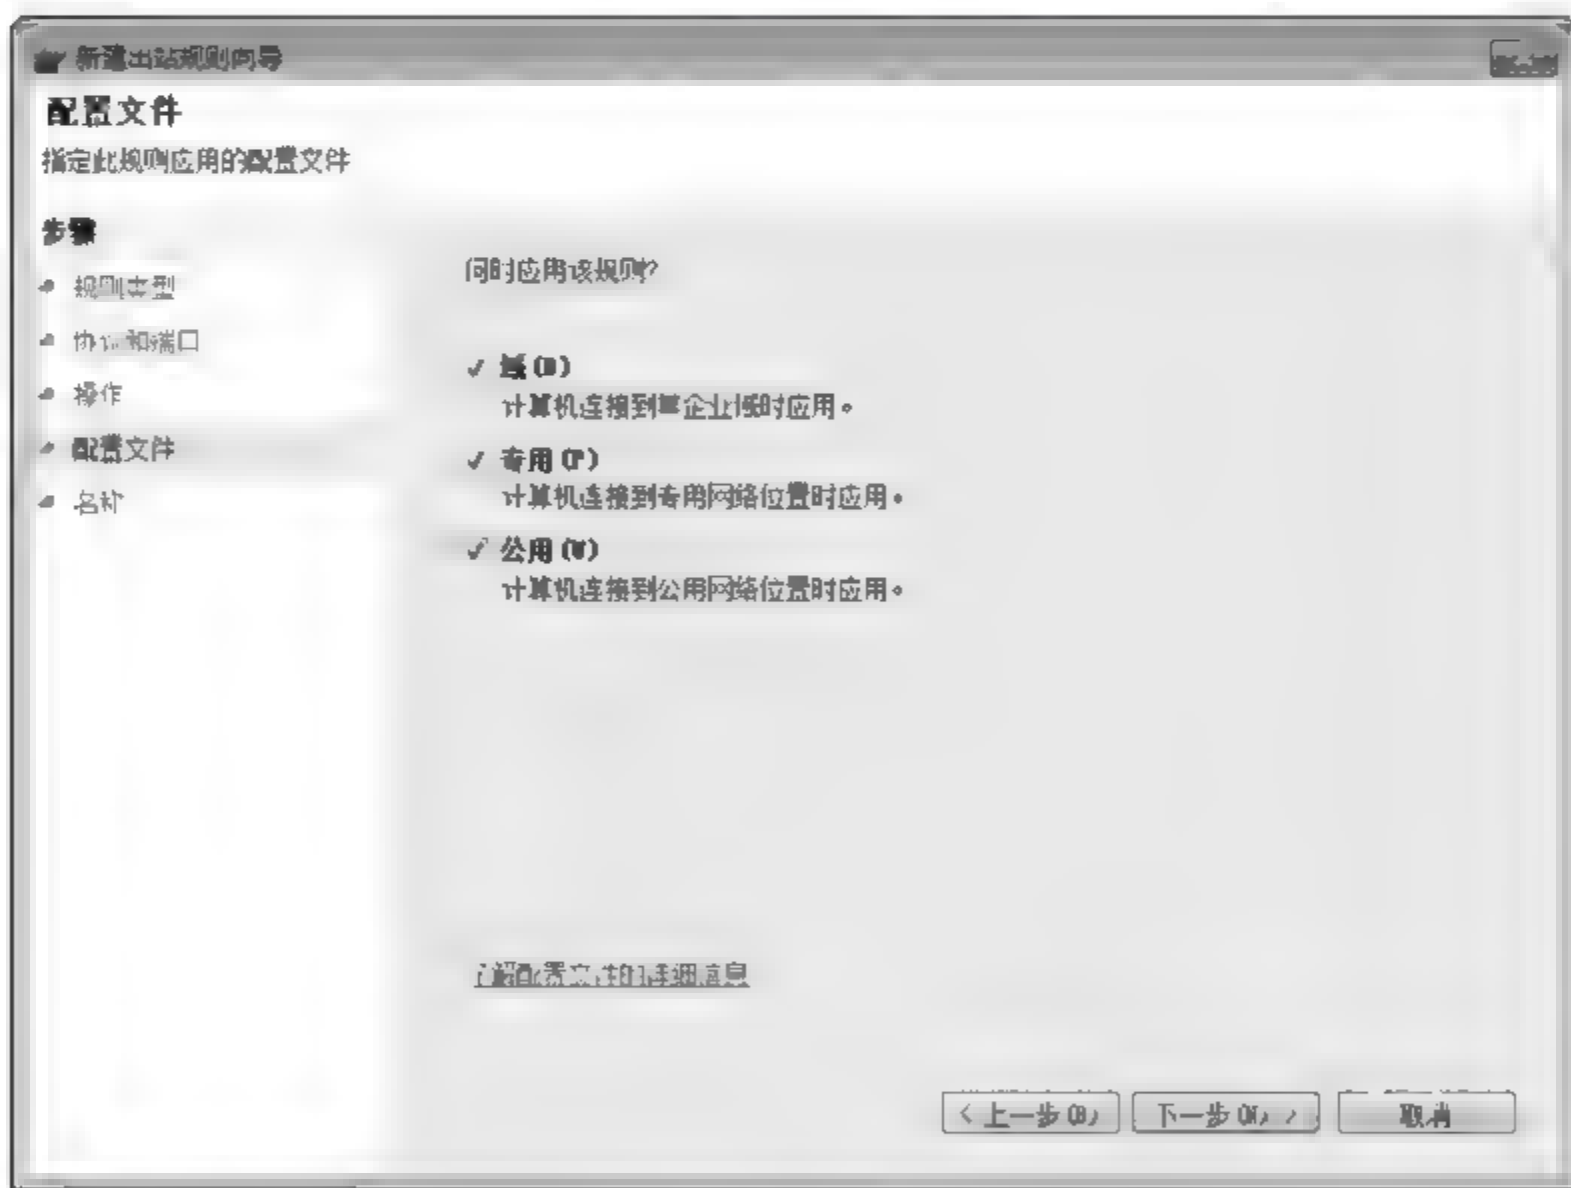 新建出站规则向导
配置文件
指定此规则应用的配置文件
步骤
规则类型
协议和端口
操作
配置文件
名称
何时应用该规则?
域(D)
计算机连接到其企业域时应用。
专用(P)
计算机连接到专用网络位置时应用。
公用(U)
计算机连接到公用网络位置时应用。
了解配置文件的详细信息
< 上一步(B)
下一步(N) >
取消